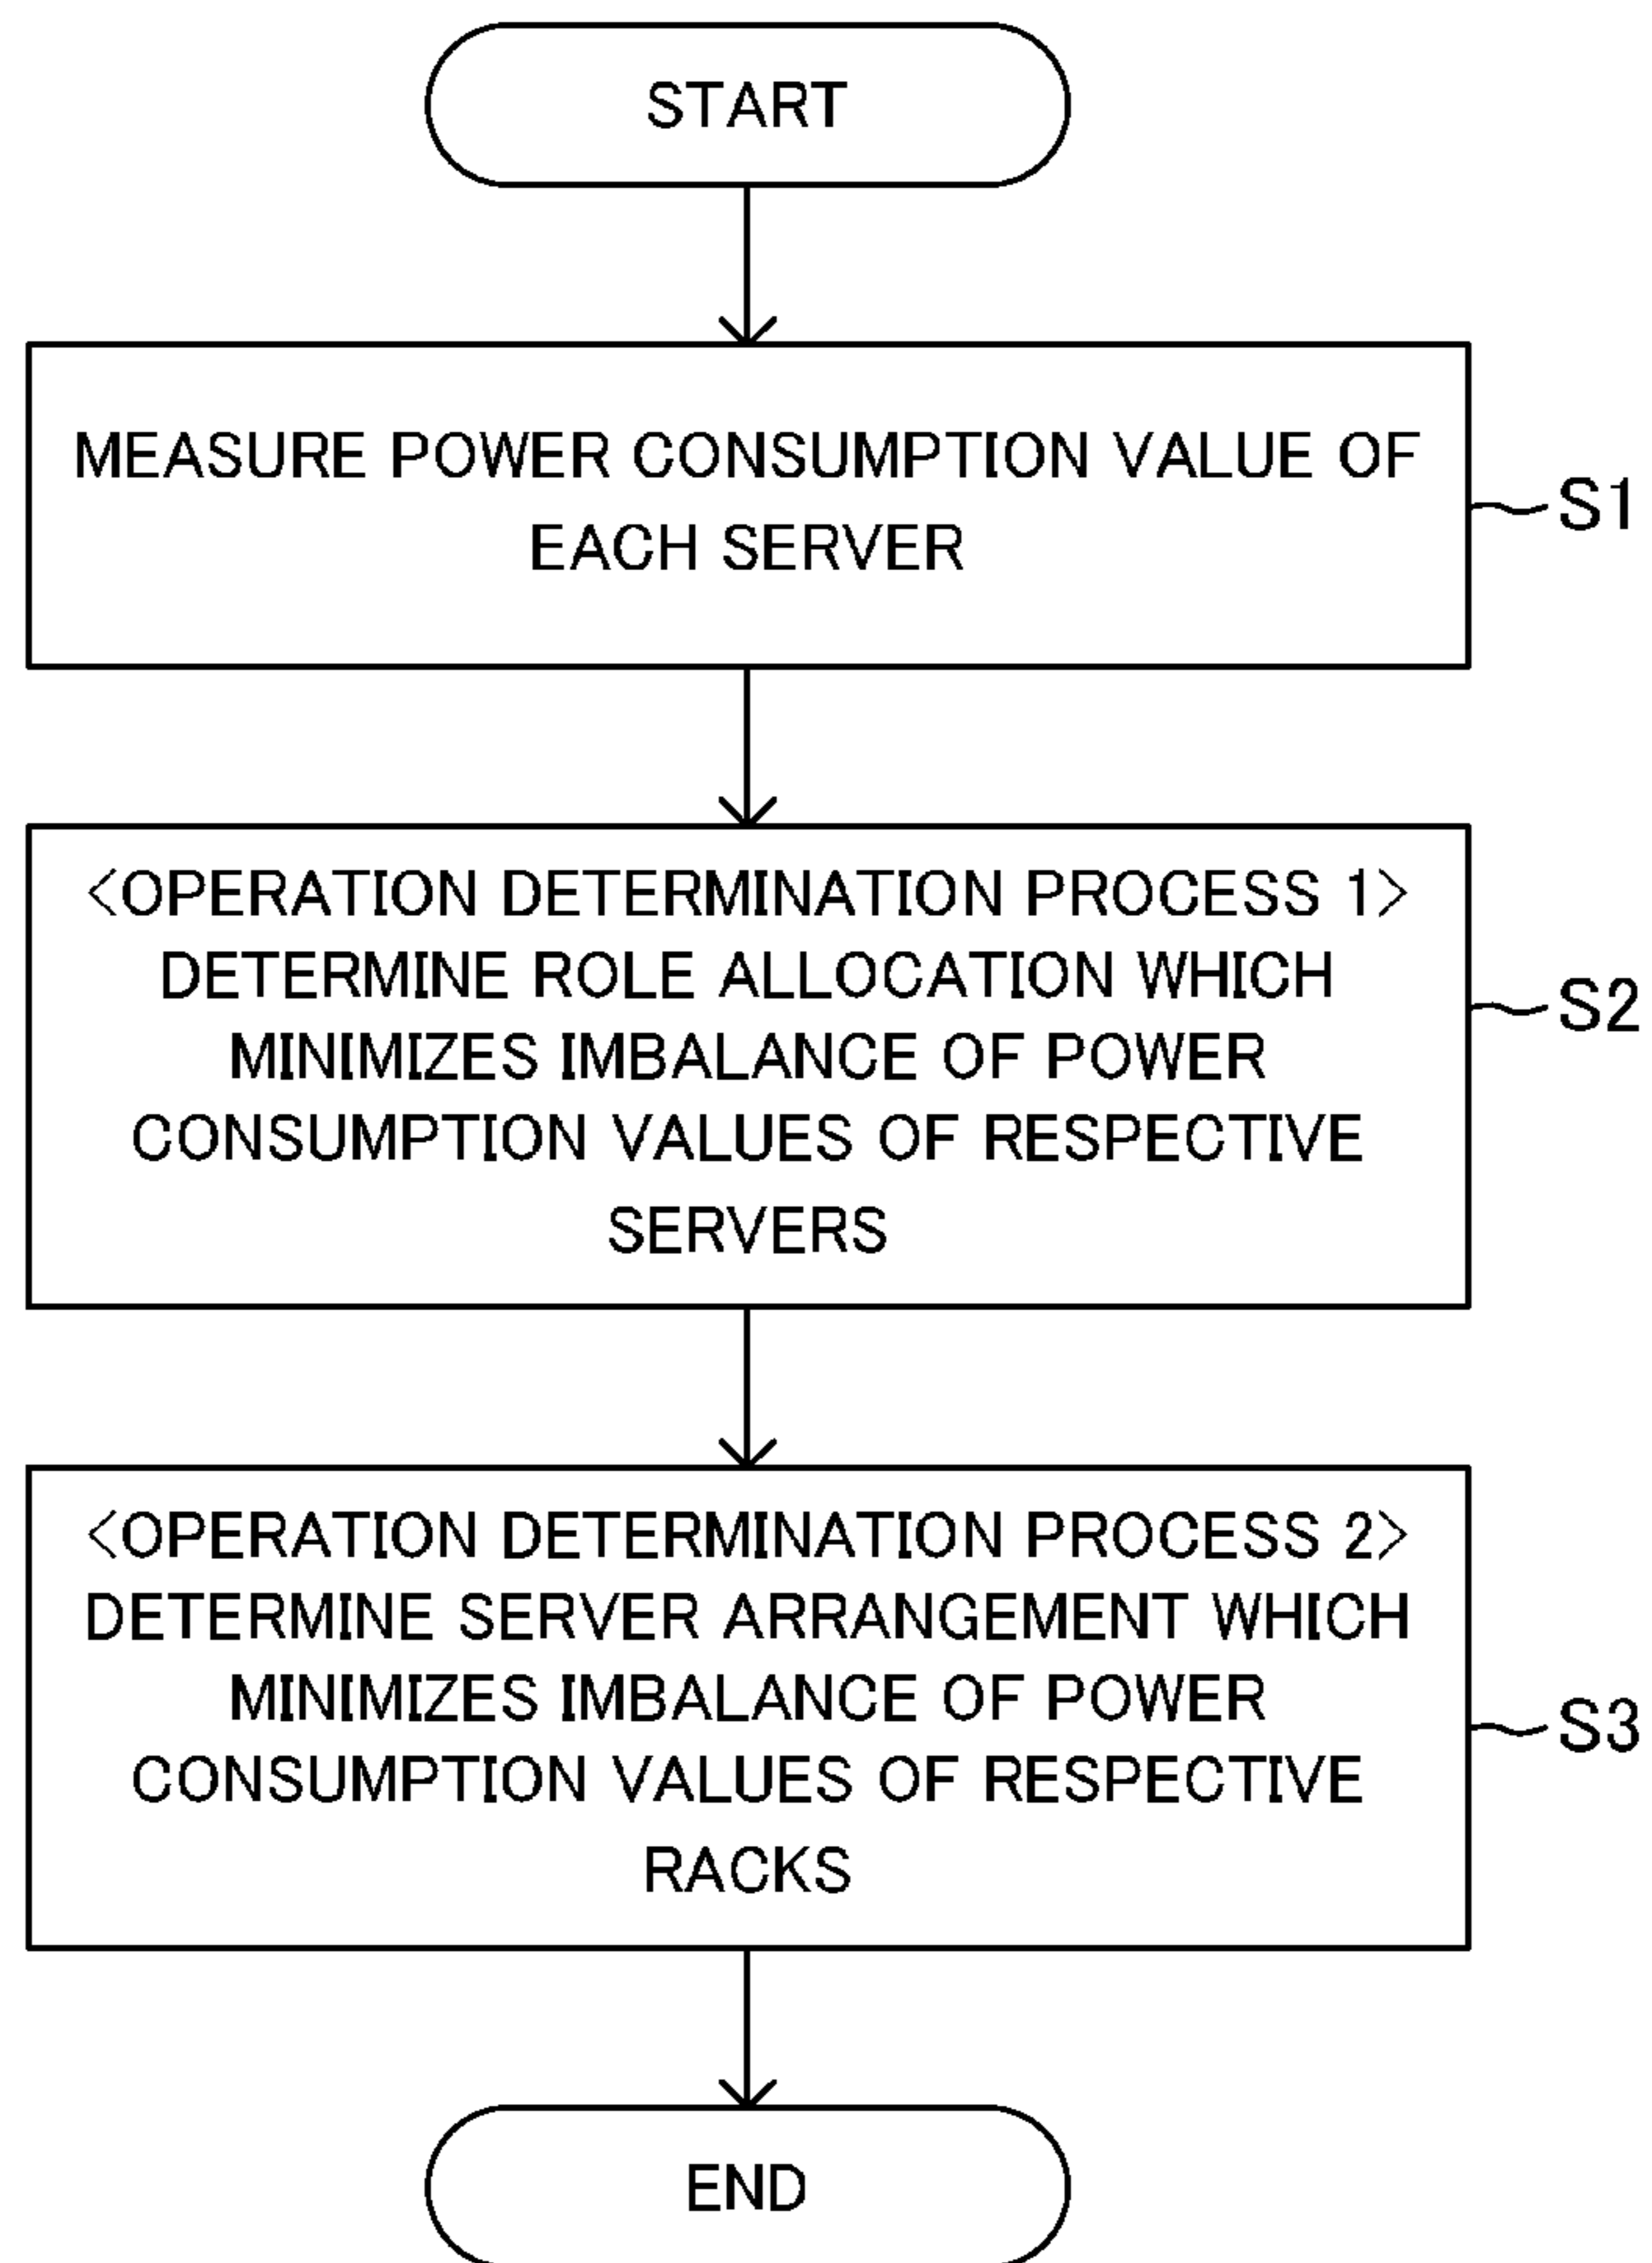 START
MEASURE POWER CONSUMPTION VALUE OF
EACH SERVER
S1
<OPERATION DETERMINATION PROCESS 1>
DETERMINE ROLE ALLOCATION WHICH
MINIMIZES IMBALANCE OF POWER
CONSUMPTION VALUES OF RESPECTIVE
SERVERS
S2
<OPERATION DETERMINATION PROCESS 2>
DETERMINE SERVER ARRANGEMENT WHICH
MINIMIZES IMBALANCE OF POWER
CONSUMPTION VALUES OF RESPECTIVE
RACKS
S3
END